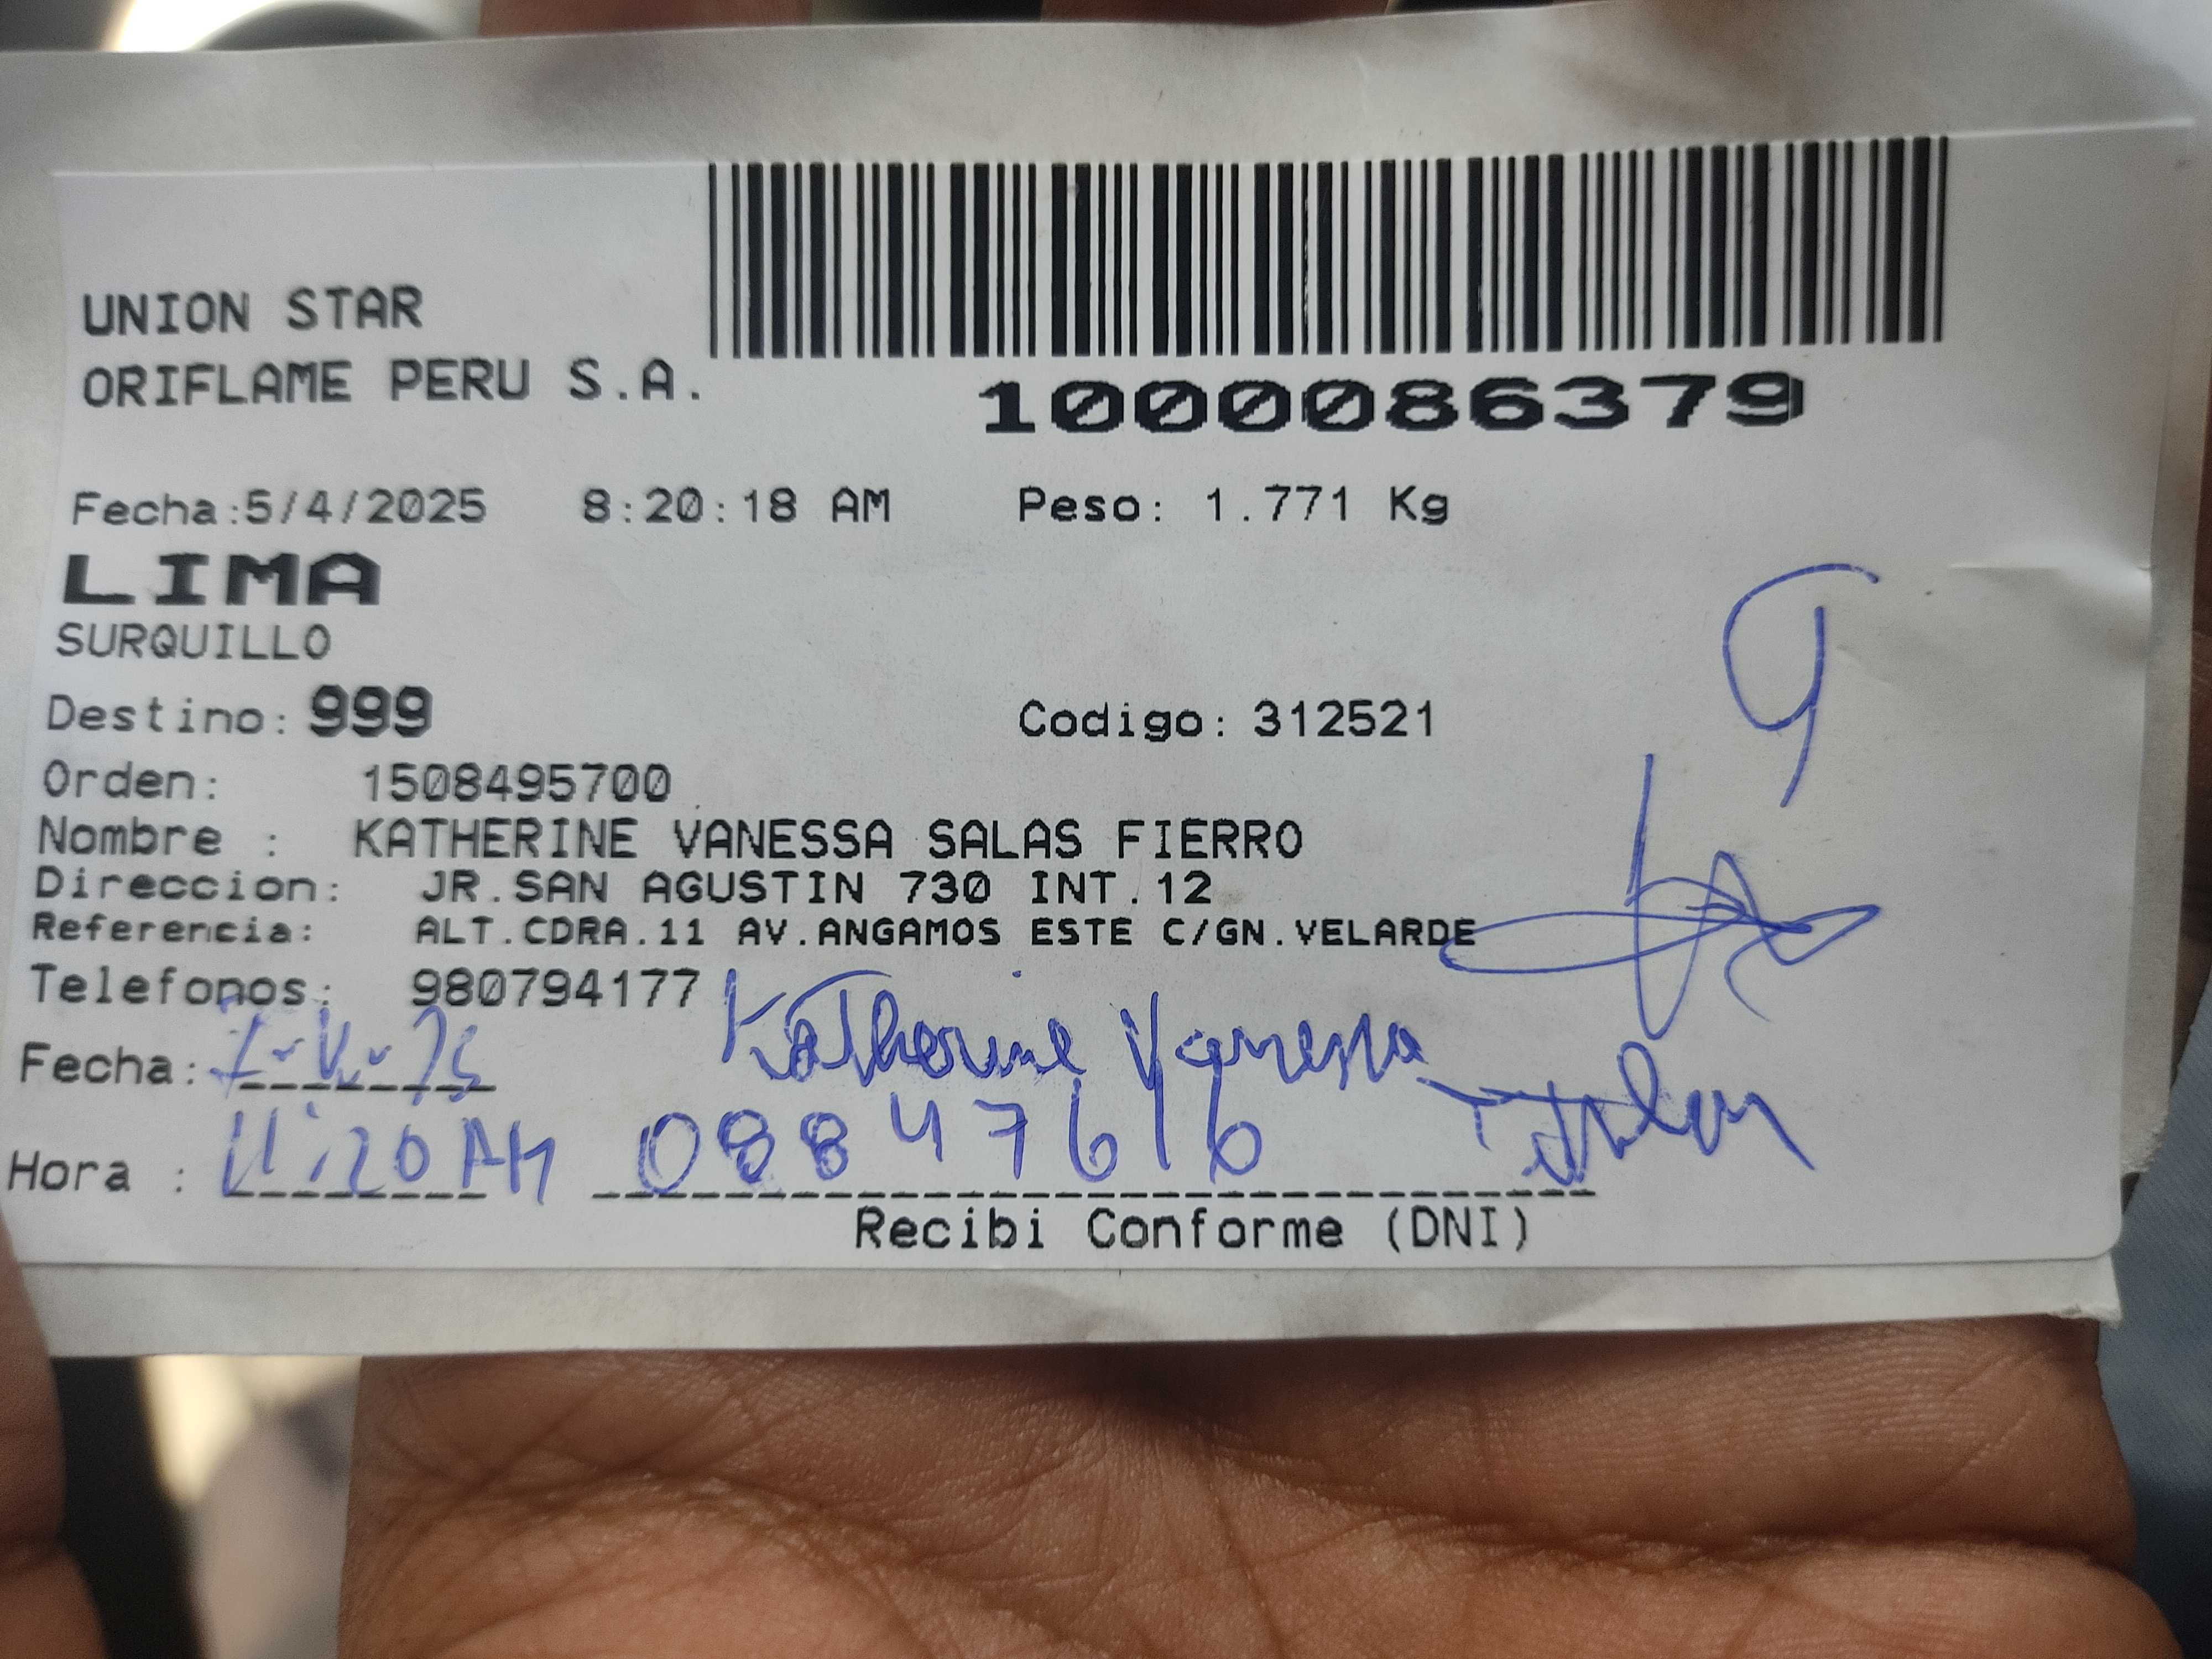 UNION STAR
ORIFLAME PERU S.A.
1000086379
Fecha:5/4/2025 8:20:18 AM Peso: 1.771 Kg
LIMA
SURQUILLO
9
Destino: 999 Codigo: 312521
Orden: 1508495700
Nombre : KATHERINE VANESSA SALAS FIERRO
Direccion: JR.SAN AGUSTIN 730 INT.12
Referencia: ALT.CDRA.11 AV.ANGAMOS ESTE C/GN.VELARDE
Telefonos: 980794177
Katherine Vanessa
Fecha:
Hora : 11:20 AM 08847616
Recibi Conforme (DNI)